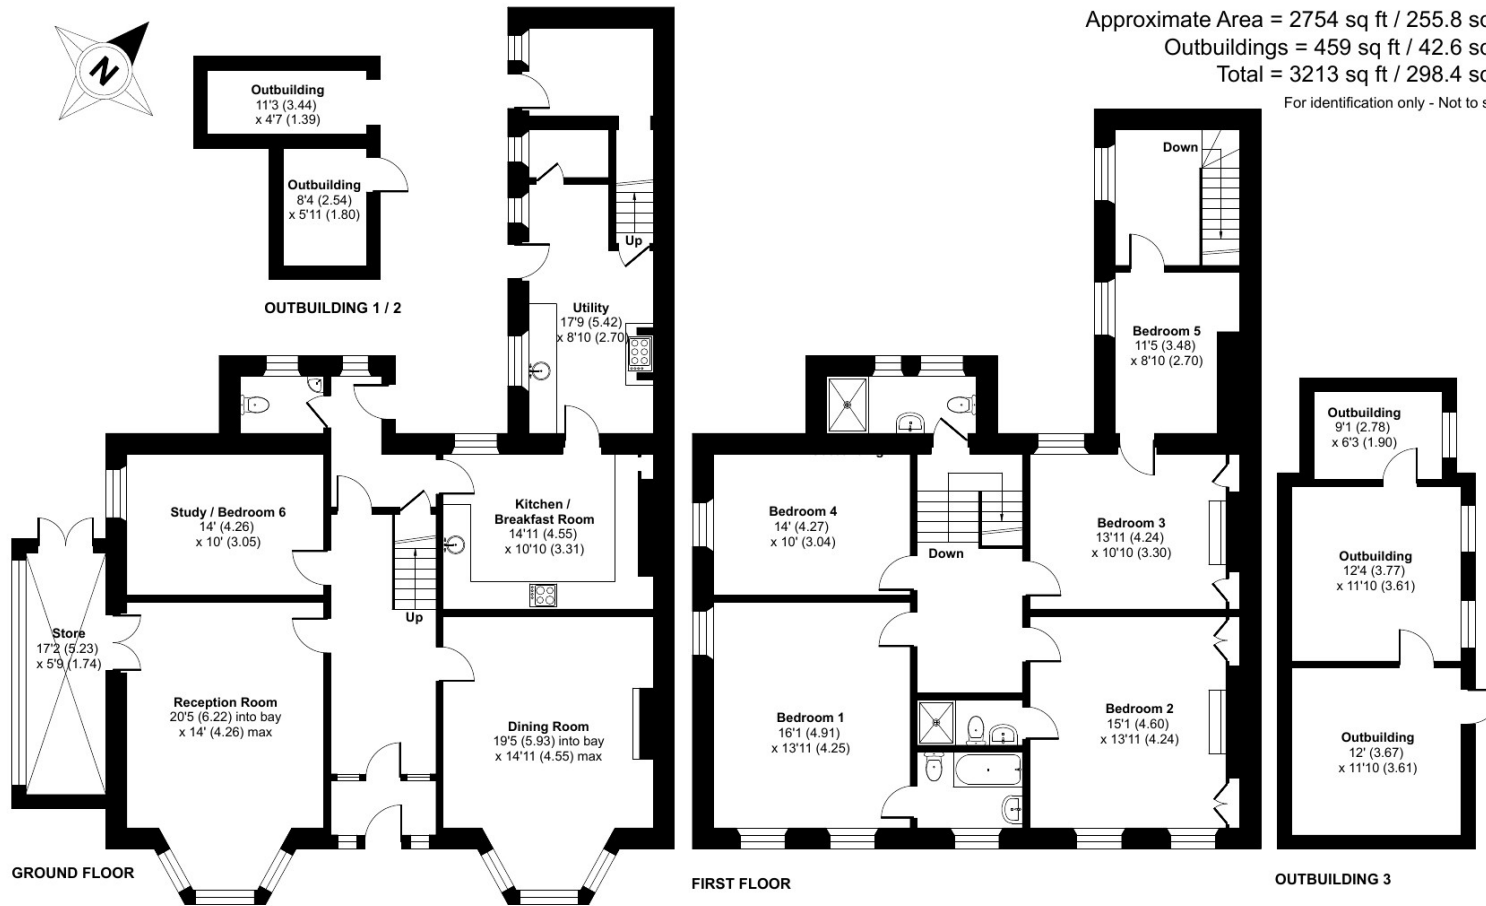 Approximate Area = 2754 sq ft / 255.8 sq
Outbuildings = 459 sq ft / 42.6 sq
Total = 3213 sq ft / 298.4 sq
For identification only - Not to s
N
Outbuilding
11'3 (3.44)
x 4'7 (1.39)
Outbuilding
8'4 (2.54)
x 5'11 (1.80)
OUTBUILDING 1 / 2
Up
Utility
17'9 (5.42)
x 8'10 (2.70)
Study / Bedroom 6
14' (4.26)
x 10' (3.05)
Kitchen /
Breakfast Room
14'11 (4.55)
x 10'10 (3.31)
Up
Store
17'2 (5.23)
x 5'9 (1.74)
Reception Room
20'5 (6.22) into bay
x 14' (4.26) max
Dining Room
19'5 (5.93) into bay
x 14'11 (4.55) max
GROUND FLOOR
Down
Bedroom 5
11'5 (3.48)
x 8'10 (2.70)
Bedroom 4
14' (4.27)
x 10' (3.04)
Down
Bedroom 3
13'11 (4.24)
x 10'10 (3.30)
Bedroom 1
16'1 (4.91)
x 13'11 (4.25)
Bedroom 2
15'1 (4.60)
x 13'11 (4.24)
FIRST FLOOR
Outbuilding
9'1 (2.78)
x 6'3 (1.90)
Outbuilding
12'4 (3.77)
x 11'10 (3.61)
Outbuilding
12' (3.67)
x 11'10 (3.61)
OUTBUILDING 3